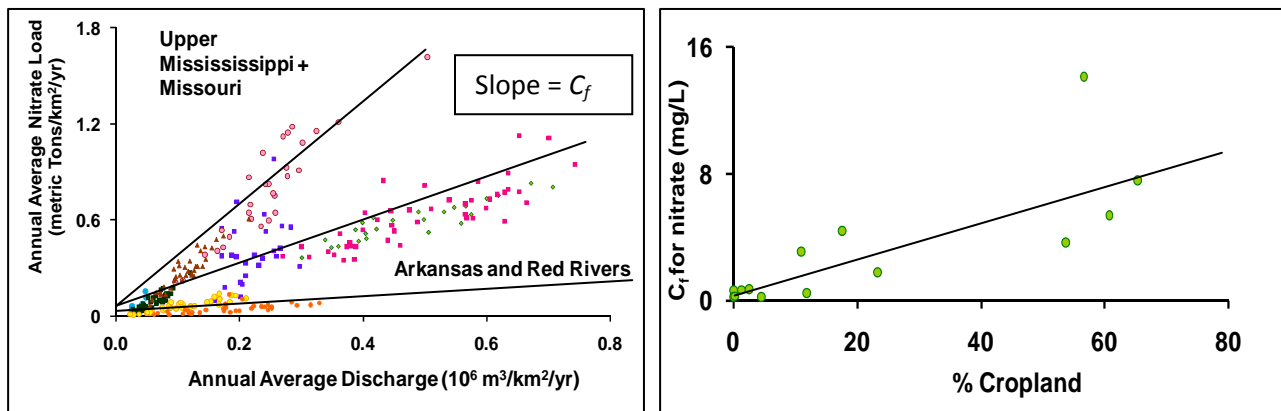 Annual Average Nitrate Load
(metric Tons/km²/yr)
1.8
1.2
0.6
0
Upper
Missississippi +
Missouri
Slope = Cf
Arkansas and Red Rivers
0.0 0.2 0.4 0.6 0.8
Annual Average Discharge (10⁶ m³/km²/yr)
Cf for nitrate (mg/L)
16
8
0
0 20 40 60 80
% Cropland